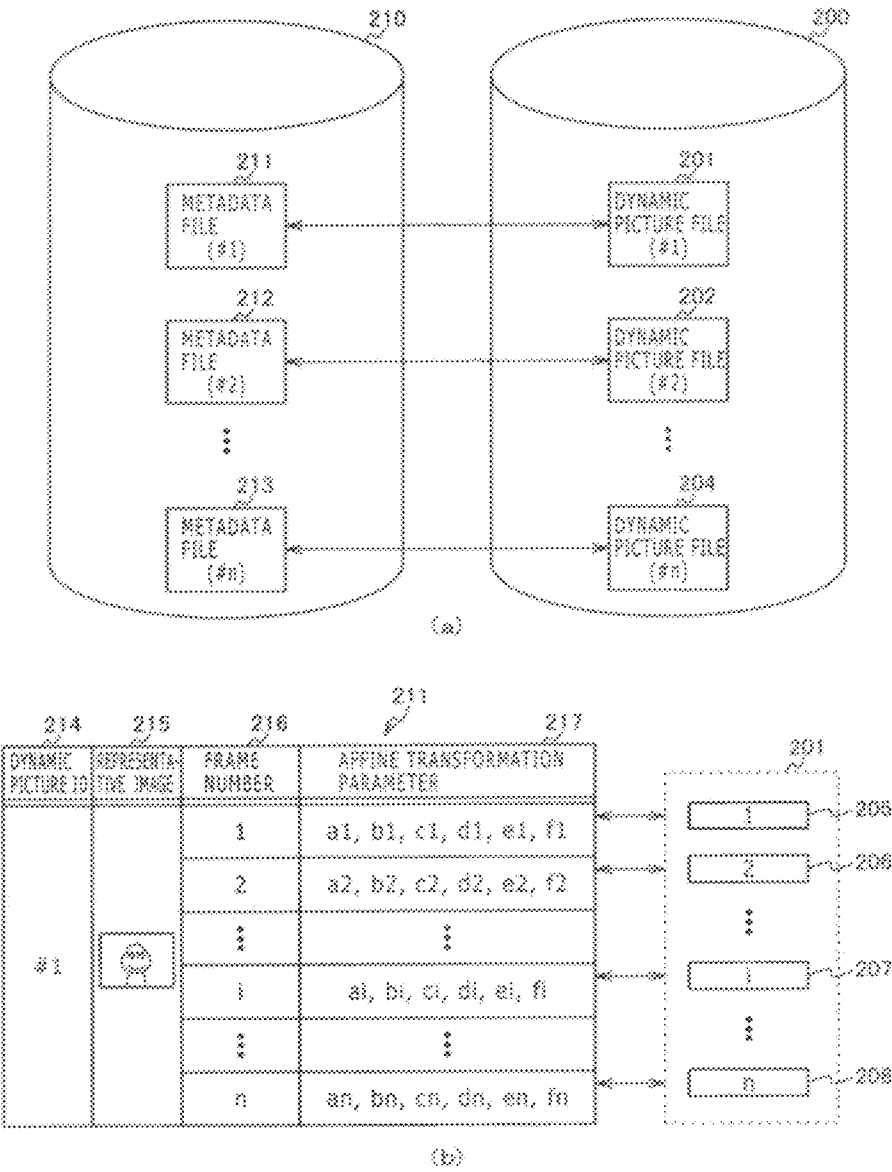 210
200
211
201
METADATA
FILE
(#1)
DYNAMIC
PICTURE FILE
(#1)
212
202
METADATA
FILE
(#2)
DYNAMIC
PICTURE FILE
(#2)
213
204
METADATA
FILE
(#n)
DYNAMIC
PICTURE FILE
(#n)
(a)
211
214
215
216
217
201
DYNAMIC
PICTURE ID
REPRESENTA-
TIVE IMAGE
FRAME
NUMBER
AFFINE TRANSFORMATION
PARAMETER
1
a1, b1, c1, d1, e1, f1
1
205
2
a2, b2, c2, d2, e2, f2
2
206
#1
i
ai, bi, ci, di, ei, fi
i
207
n
an, bn, cn, dn, en, fn
n
208
(b)